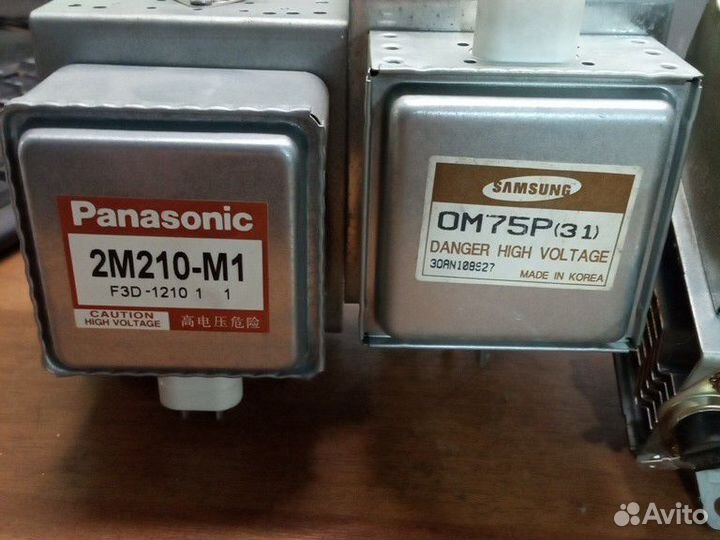 Panasonic
2M210-M1
F3D-1210 1 1
CAUTION
HIGH VOLTAGE
高电压危险
SAMSUNG
OM75P(31)
DANGER HIGH VOLTAGE
30AN108927
MADE IN KOREA
Avito